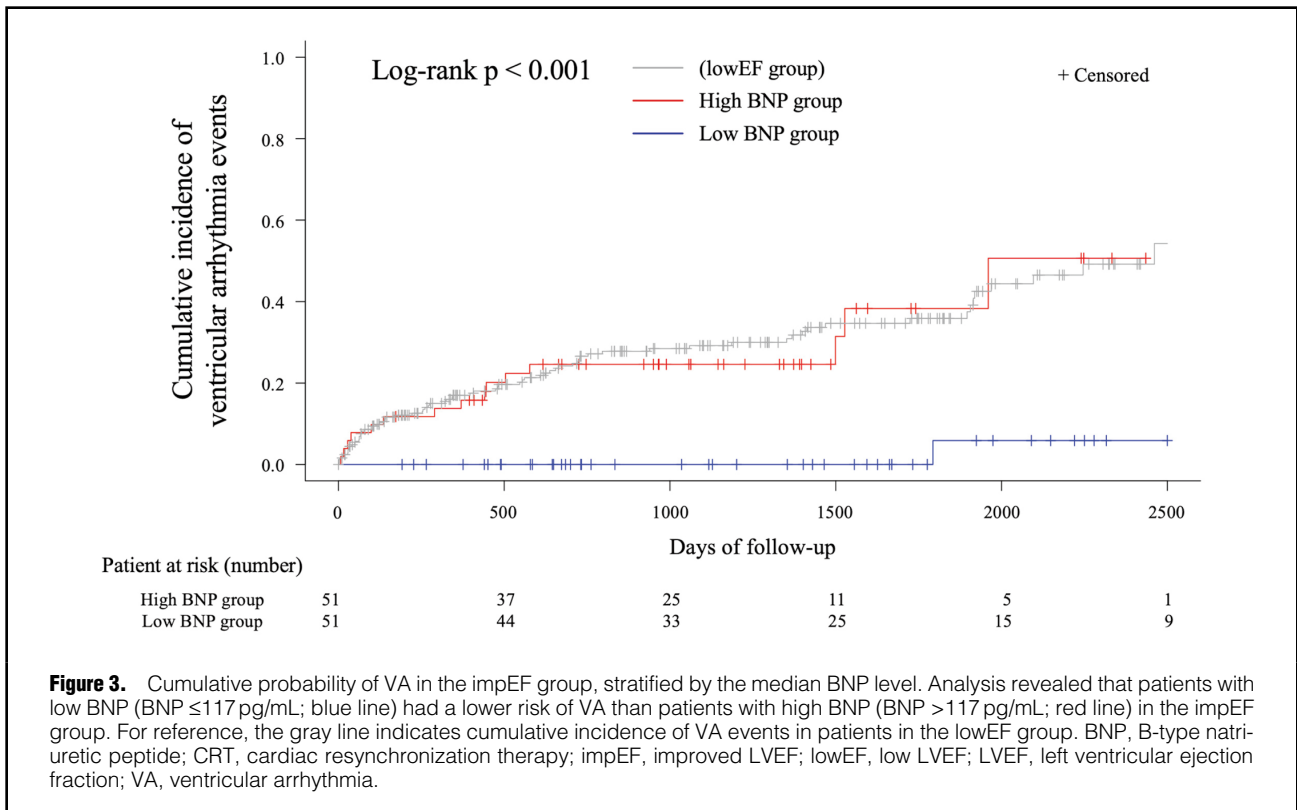 Log-rank p < 0.001
(lowEF group)
High BNP group
Low BNP group
+ Censored
Cumulative incidence of
ventricular arrhythmia events
1.0
0.8
0.6
0.4
0.2
0.0
0 500 1000 1500 2000 2500
Days of follow-up
Patient at risk (number)
High BNP group 51 37 25 11 5 1
Low BNP group 51 44 33 25 15 9
Figure 3. Cumulative probability of VA in the impEF group, stratified by the median BNP level. Analysis revealed that patients with
low BNP (BNP ≤117 pg/mL; blue line) had a lower risk of VA than patients with high BNP (BNP >117 pg/mL; red line) in the impEF
group. For reference, the gray line indicates cumulative incidence of VA events in patients in the lowEF group. BNP, B-type natri-
uretic peptide; CRT, cardiac resynchronization therapy; impEF, improved LVEF; lowEF, low LVEF; LVEF, left ventricular ejection
fraction; VA, ventricular arrhythmia.